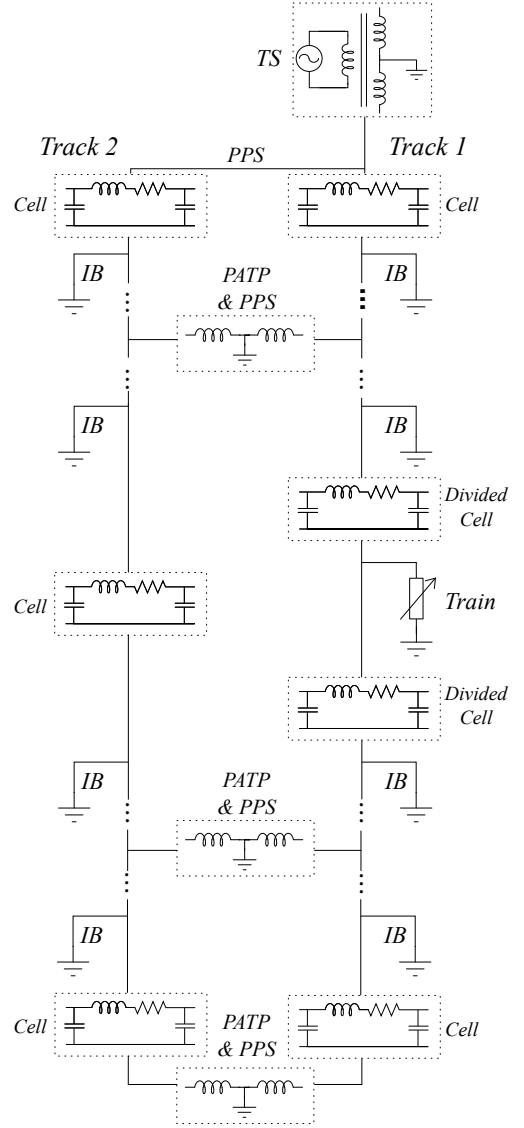 TS
Track 2
PPS
Track 1
Cell
Cell
IB
IB
PATP
& PPS
IB
IB
Divided
Cell
Cell
Train
Divided
Cell
IB
PATP
& PPS
IB
IB
IB
Cell
PATP
& PPS
Cell